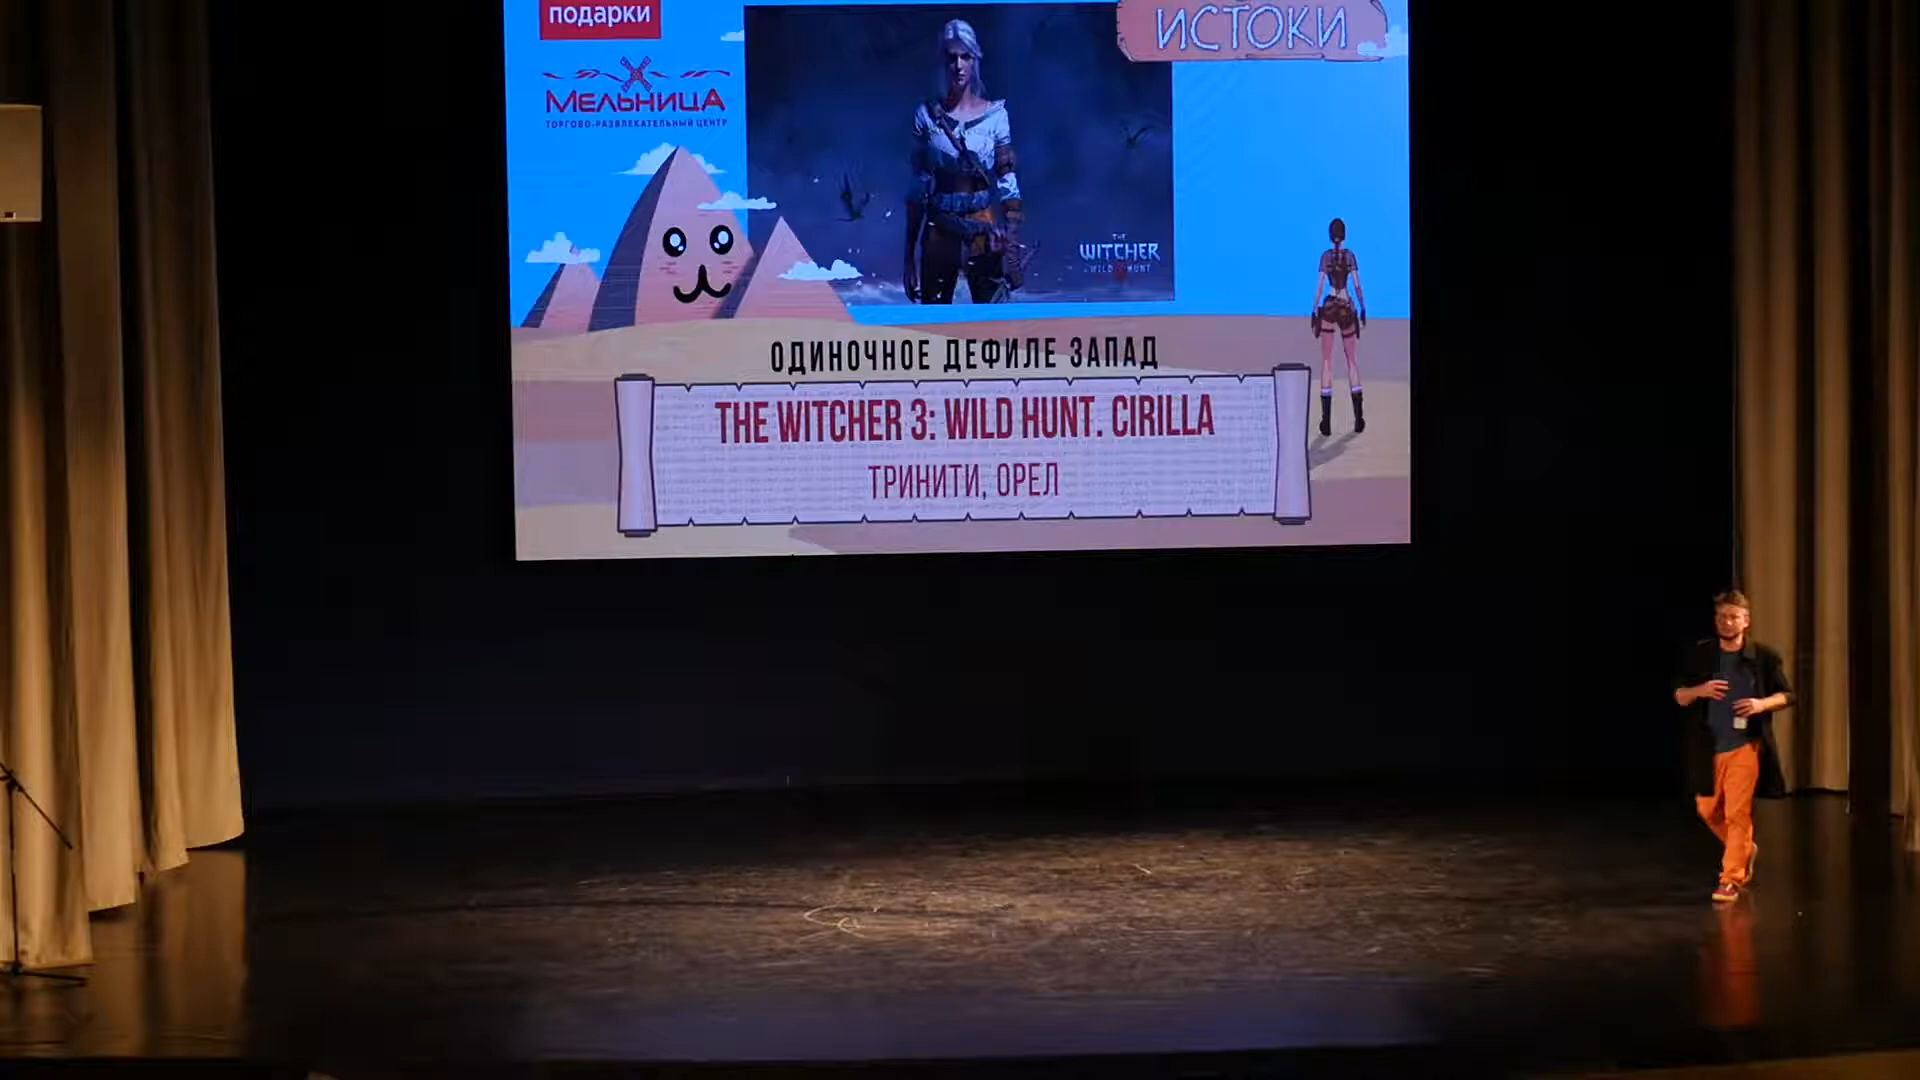 подарки
МЕЛЬНИЦА
ТОРГОВО-РАЗВЛЕКАТЕЛЬНЫЙ ЦЕНТР
ИСТОКИ
THE
WITCHER
WILD HUNT
ОДИНОЧНОЕ ДЕФИЛЕ ЗАПАД
THE WITCHER 3: WILD HUNT. CIRILLA
ТРИНИТИ, ОРЕЛ